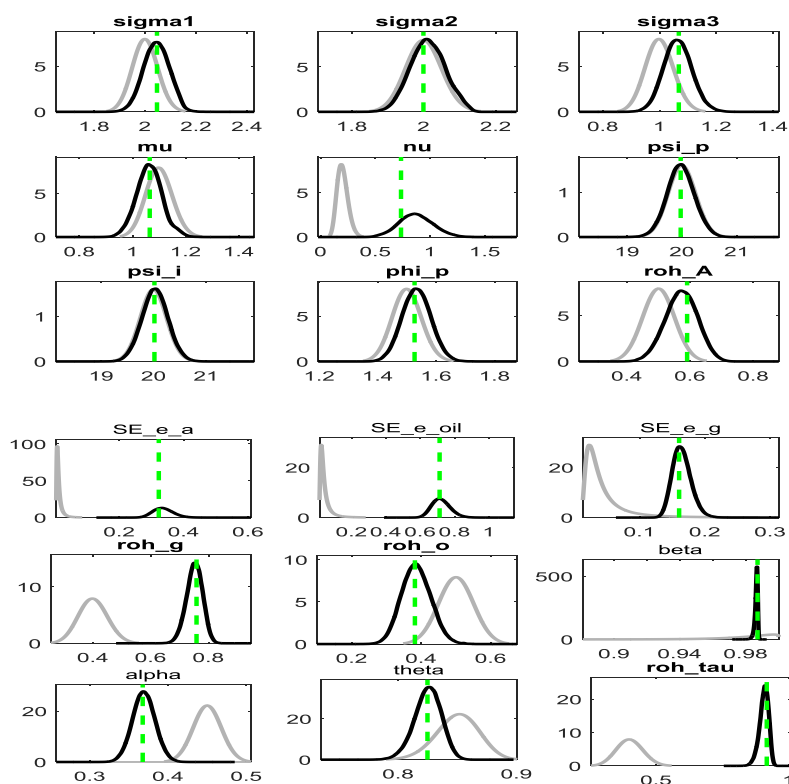 sigma1 sigma2 sigma3
5 5 5
0 0 0
1.8 2 2.2 2.4 1.8 2 2.2 0.8 1 1.2 1.4
mu nu psi_p
5 5 1
0 0 0
0.8 1 1.2 1.4 0 0.5 1 1.5 19 20 21
psi_i phi_p roh_A
1 5 5
0 0 0
19 20 21 1.2 1.4 1.6 1.8 0.4 0.6 0.8
SE_e_a SE_e_oil SE_e_g
100
50 20 20
0 0 0
0.2 0.4 0.6 0.2 0.4 0.6 0.8 1 0.1 0.2 0.3
roh_g roh_o beta
10 10 500
5
0 0 0
0.4 0.6 0.8 0.2 0.4 0.6 0.9 0.94 0.98
alpha theta roh_tau
20 20 20
10
0 0 0
0.3 0.4 0.5 0.8 0.9 0.5 1